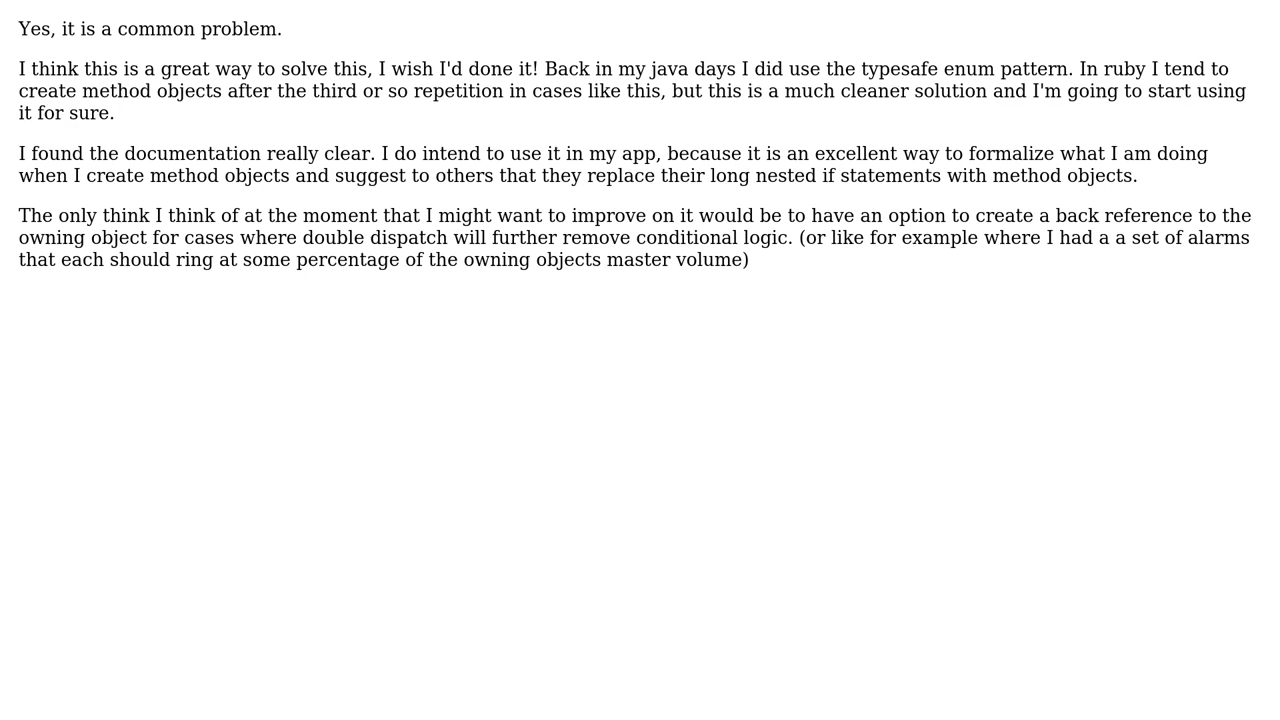 Yes, it is a common problem.
I think this is a great way to solve this, I wish I'd done it! Back in my java days I did use the typesafe enum pattern. In ruby I tend to
create method objects after the third or so repetition in cases like this, but this is a much cleaner solution and I'm going to start using
it for sure.
I found the documentation really clear. I do intend to use it in my app, because it is an excellent way to formalize what I am doing
when I create method objects and suggest to others that they replace their long nested if statements with method objects.
The only think I think of at the moment that I might want to improve on it would be to have an option to create a back reference to the
owning object for cases where double dispatch will further remove conditional logic. (or like for example where I had a a set of alarms
that each should ring at some percentage of the owning objects master volume)